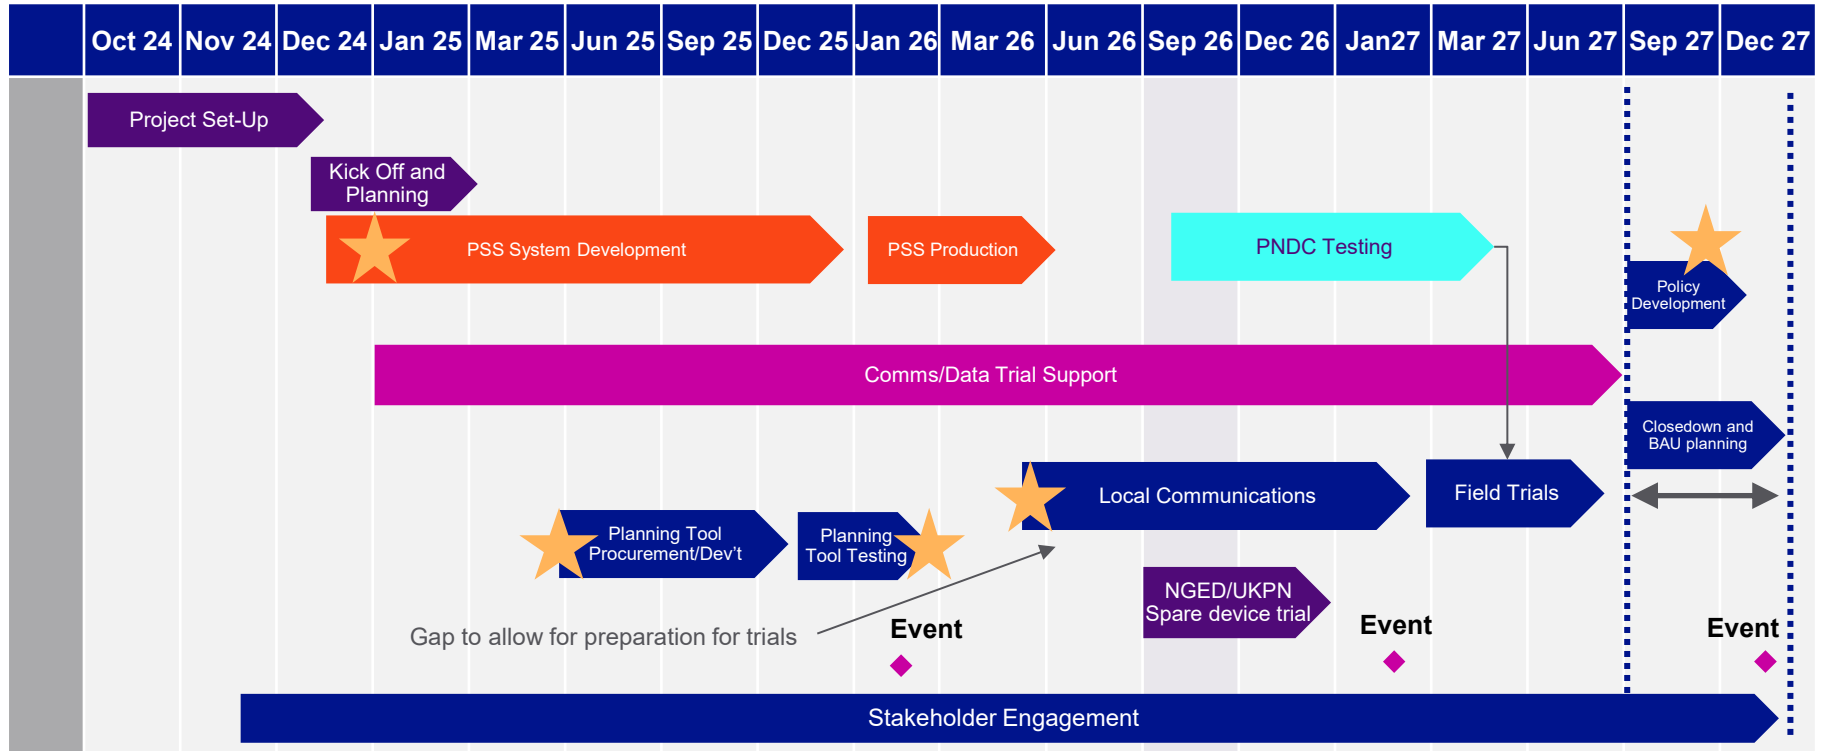 Oct 24 Nov 24 Dec 24 Jan 25 Mar 25 Jun 25 Sep 25 Dec 25 Jan 26 Mar 26 Jun 26 Sep 26 Dec 26 Jan27 Mar 27 Jun 27 Sep 27 Dec 27
Project Set-Up
Kick Off and
Planning
PSS System Development
PSS Production
PNDC Testing
Policy
Development
Comms/Data Trial Support
Closedown and
BAU planning
Local Communications
Field Trials
Planning Tool
Procurement/Dev't
Planning
Tool Testing
NGED/UKPN
Spare device trial
Gap to allow for preparation for trials
Event
Event
Event
Stakeholder Engagement